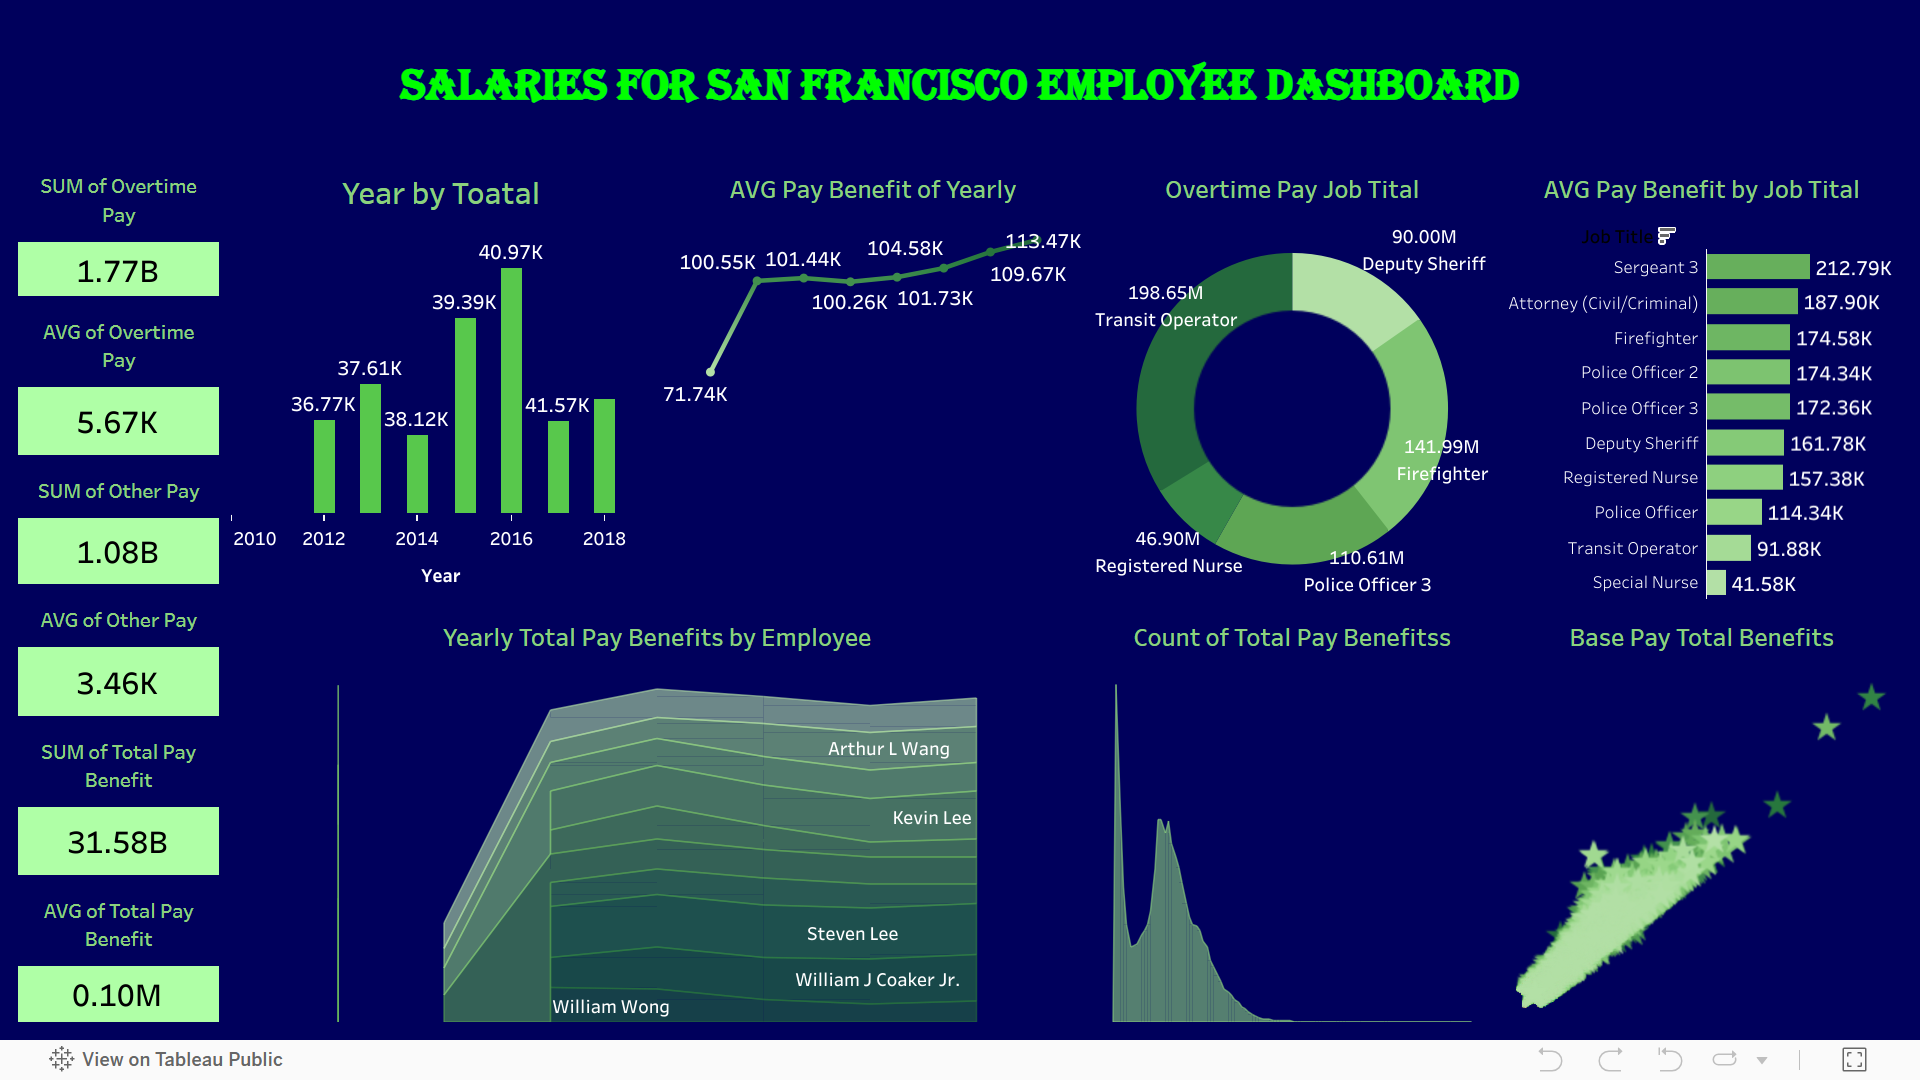 SALARIES FOR SAN FRANCISCO EMPLOYEE DASHBOARD
SUM of Overtime
Pay
1.77B
AVG of Overtime
Pay
5.67K
SUM of Other Pay
1.08B
AVG of Other Pay
3.46K
SUM of Total Pay
Benefit
31.58B
AVG of Total Pay
Benefit
0.10M
Year by Toatal
40.97K
39.39K
37.61K
36.77K
38.12K
41.57K
2010
2012
2014
2016
2018
Year
AVG Pay Benefit of Yearly
71.74K
100.55K
101.44K
100.26K
101.73K
104.58K
109.67K
113.47K
Overtime Pay Job Tital
90.00M
Deputy Sheriff
198.65M
Transit Operator
141.99M
Firefighter
46.90M
Registered Nurse
110.61M
Police Officer 3
AVG Pay Benefit by Job Tital
Job Title
Sergeant 3 212.79K
Attorney (Civil/Criminal) 187.90K
Firefighter 174.58K
Police Officer 2 174.34K
Police Officer 3 172.36K
Deputy Sheriff 161.78K
Registered Nurse 157.38K
Police Officer 114.34K
Transit Operator 91.88K
Special Nurse 41.58K
Yearly Total Pay Benefits by Employee
Arthur L Wang
Kevin Lee
Steven Lee
William J Coaker Jr.
William Wong
Count of Total Pay Benefitss
Base Pay Total Benefits
View on Tableau Public